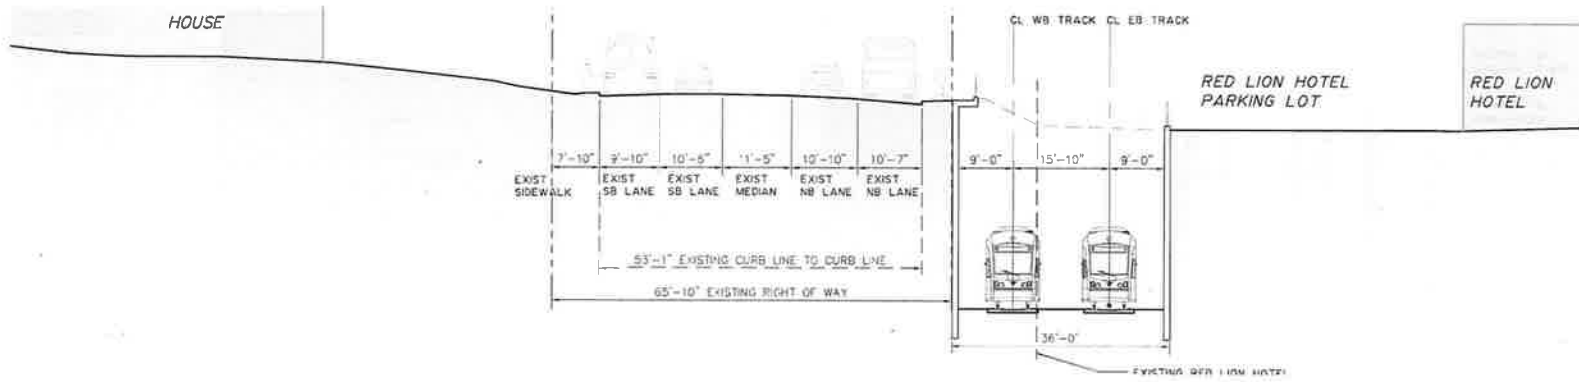 HOUSE
CL WB TRACK CL EB TRACK
RED LION HOTEL
PARKING LOT
RED LION
HOTEL
7'-10" 9'-10" 10'-5" 11'-5" 10'-10" 10'-7" 9'-0" 15'-10" 9'-0"
EXIST
SIDEWALK
EXIST
SB LANE
EXIST
SB LANE
EXIST
MEDIAN
EXIST
NB LANE
EXIST
NB LANE
53'-1" EXISTING CURB LINE TO CURB LINE
65'-10" EXISTING RIGHT OF WAY
36'-0"
EXISTING RED LION HOTEL